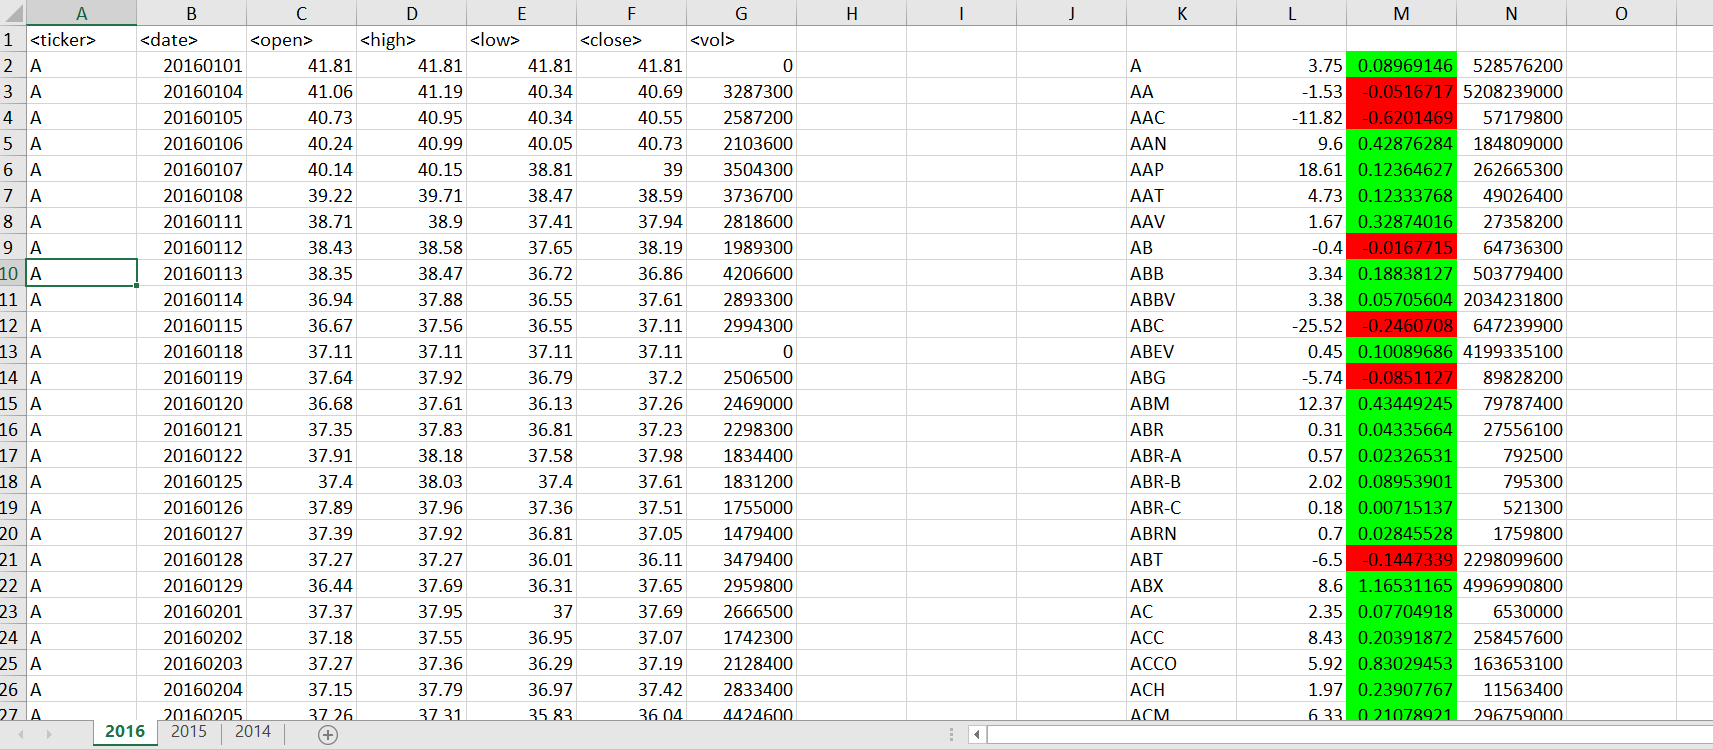 A B C D E F G H I J K L M N O
1 <ticker> <date> <open> <high> <low> <close> <vol>
2 A 20160101 41.81 41.81 41.81 41.81 0 A 3.75 0.08969146 528576200
3 A 20160104 41.06 41.19 40.34 40.69 3287300 AA -1.53 -0.0516717 5208239000
4 A 20160105 40.73 40.95 40.34 40.55 2587200 AAC -11.82 -0.6201469 57179800
5 A 20160106 40.24 40.99 40.05 40.73 2103600 AAN 9.6 0.42876284 184809000
6 A 20160107 40.14 40.15 38.81 39 3504300 AAP 18.61 0.12364627 262665300
7 A 20160108 39.22 39.71 38.47 38.59 3736700 AAT 4.73 0.12333768 49026400
8 A 20160111 38.71 38.9 37.41 37.94 2818600 AAV 1.67 0.32874016 27358200
9 A 20160112 38.43 38.58 37.65 38.19 1989300 AB -0.4 -0.0167715 64736300
10 A 20160113 38.35 38.47 36.72 36.86 4206600 ABB 3.34 0.18838127 503779400
11 A 20160114 36.94 37.88 36.55 37.61 2893300 ABBV 3.38 0.05705604 2034231800
12 A 20160115 36.67 37.56 36.55 37.11 2994300 ABC -25.52 -0.2460708 647239900
13 A 20160118 37.11 37.11 37.11 37.11 0 ABEV 0.45 0.10089686 4199335100
14 A 20160119 37.64 37.92 36.79 37.2 2506500 ABG -5.74 -0.0851127 89828200
15 A 20160120 36.68 37.61 36.13 37.26 2469000 ABM 12.37 0.43449245 79787400
16 A 20160121 37.35 37.83 36.81 37.23 2298300 ABR 0.31 0.04335664 27556100
17 A 20160122 37.91 38.18 37.58 37.98 1834400 ABR-A 0.57 0.02326531 792500
18 A 20160125 37.4 38.03 37.4 37.61 1831200 ABR-B 2.02 0.08953901 795300
19 A 20160126 37.89 37.96 37.36 37.51 1755000 ABR-C 0.18 0.00715137 521300
20 A 20160127 37.39 37.92 36.81 37.05 1479400 ABRN 0.7 0.02845528 1759800
21 A 20160128 37.27 37.27 36.01 36.11 3479400 ABT -6.5 -0.1447339 2298099600
22 A 20160129 36.44 37.69 36.31 37.65 2959800 ABX 8.6 1.16531165 4996990800
23 A 20160201 37.37 37.95 37 37.69 2666500 AC 2.35 0.07704918 6530000
24 A 20160202 37.18 37.55 36.95 37.07 1742300 ACC 8.43 0.20391872 258457600
25 A 20160203 37.27 37.36 36.29 37.19 2128400 ACCO 5.92 0.83029453 163653100
26 A 20160204 37.15 37.79 36.97 37.42 2833400 ACH 1.97 0.23907767 11563400
27 A 20160205 37.26 37.31 35.83 36.04 4424600 ACM 6.33 0.21078921 296759000
2016 2015 2014